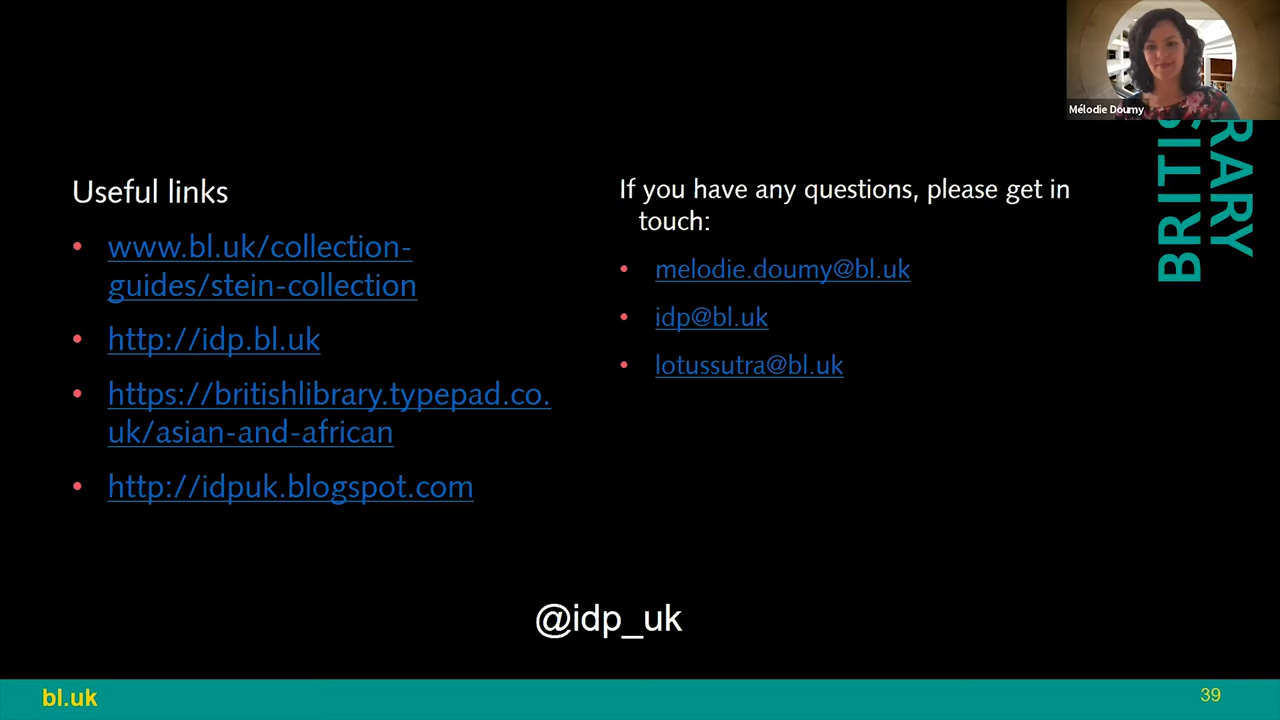 Mélodie Doumy
Useful links
www.bl.uk/collection-
guides/stein-collection
http://idp.bl.uk
https://britishlibrary.typepad.co.
uk/asian-and-african
http://idpuk.blogspot.com
If you have any questions, please get in
touch:
melodie.doumy@bl.uk
idp@bl.uk
lotussutra@bl.uk
@idp_uk
BRITIS
RARY
bl.uk
39